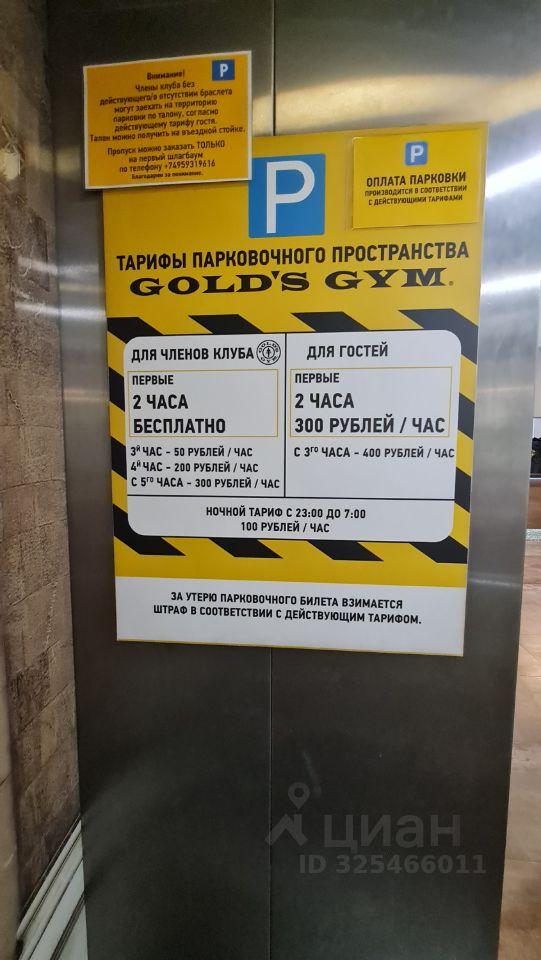 Внимание!
Члены клуба без
действующего/в отсутствии браслета
могут заехать на территорию
парковки по талону, согласно
действующему тарифу гостя.
Талон можно получить на въездной стойке.
Пропуск можно заказать ТОЛЬКО
на первый шлагбаум
по телефону +74959319616
Благодарим за понимание.
P
P
ОПЛАТА ПАРКОВКИ
ПРОИЗВОДИТСЯ В СООТВЕТСТВИИ
С ДЕЙСТВУЮЩИМИ ТАРИФАМИ
P
ТАРИФЫ ПАРКОВОЧНОГО ПРОСТРАНСТВА
GOLD'S GYM®
ДЛЯ ЧЛЕНОВ КЛУБА
ПЕРВЫЕ
2 ЧАСА
БЕСПЛАТНО
3й ЧАС - 50 РУБЛЕЙ / ЧАС
4й ЧАС - 200 РУБЛЕЙ / ЧАС
С 5го ЧАСА - 300 РУБЛЕЙ / ЧАС
ДЛЯ ГОСТЕЙ
ПЕРВЫЕ
2 ЧАСА
300 РУБЛЕЙ / ЧАС
С 3го ЧАСА - 400 РУБЛЕЙ / ЧАС
НОЧНОЙ ТАРИФ С 23:00 ДО 7:00
100 РУБЛЕЙ / ЧАС
ЗА УТЕРЮ ПАРКОВОЧНОГО БИЛЕТА ВЗИМАЕТСЯ
ШТРАФ В СООТВЕТСТВИИ С ДЕЙСТВУЮЩИМ ТАРИФОМ.
циан
ID 325466011